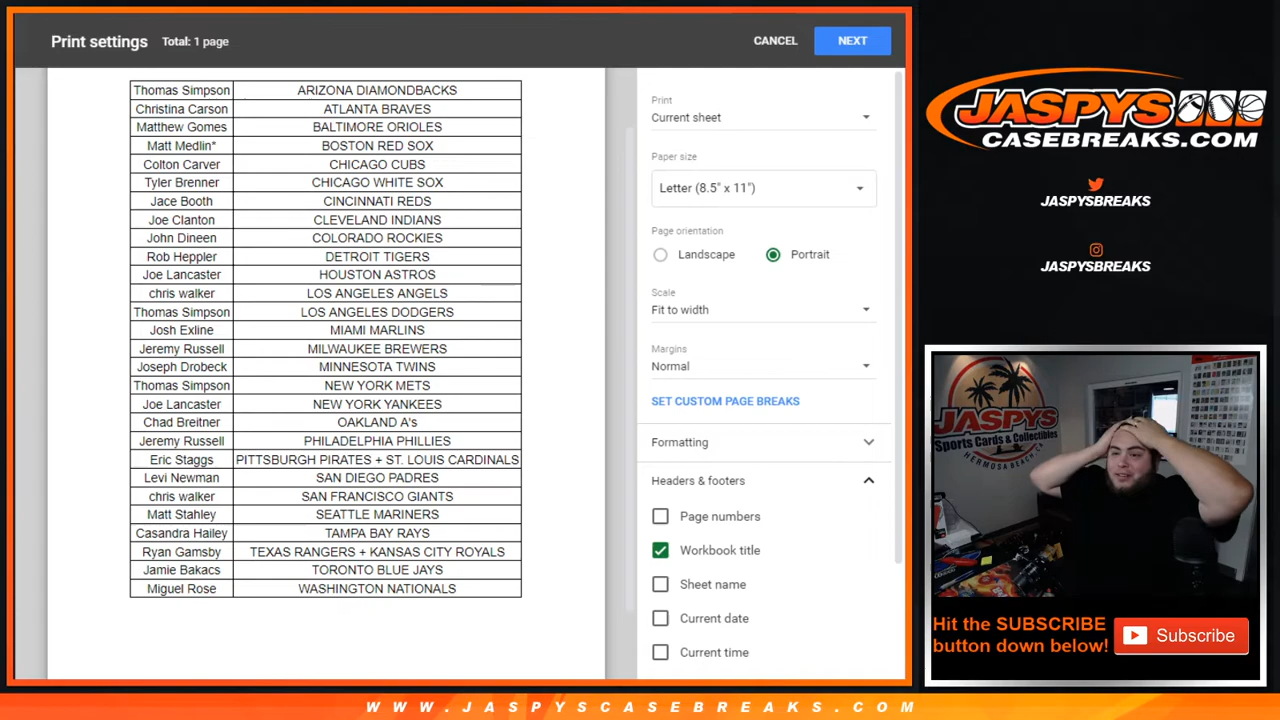 Print settings Total: 1 page CANCEL NEXT
Thomas Simpson ARIZONA DIAMONDBACKS
Christina Carson ATLANTA BRAVES
Matthew Gomes BALTIMORE ORIOLES
Matt Medlin* BOSTON RED SOX
Colton Carver CHICAGO CUBS
Tyler Brenner CHICAGO WHITE SOX
Jace Booth CINCINNATI REDS
Joe Clanton CLEVELAND INDIANS
John Dineen COLORADO ROCKIES
Rob Heppler DETROIT TIGERS
Joe Lancaster HOUSTON ASTROS
chris walker LOS ANGELES ANGELS
Thomas Simpson LOS ANGELES DODGERS
Josh Exline MIAMI MARLINS
Jeremy Russell MILWAUKEE BREWERS
Joseph Drobeck MINNESOTA TWINS
Thomas Simpson NEW YORK METS
Joe Lancaster NEW YORK YANKEES
Chad Breitner OAKLAND A's
Jeremy Russell PHILADELPHIA PHILLIES
Eric Staggs PITTSBURGH PIRATES + ST. LOUIS CARDINALS
Levi Newman SAN DIEGO PADRES
chris walker SAN FRANCISCO GIANTS
Matt Stahley SEATTLE MARINERS
Casandra Hailey TAMPA BAY RAYS
Ryan Gamsby TEXAS RANGERS + KANSAS CITY ROYALS
Jamie Bakacs TORONTO BLUE JAYS
Miguel Rose WASHINGTON NATIONALS
Print
Current sheet
Paper size
Letter (8.5" x 11")
Page orientation
Landscape Portrait
Scale
Fit to width
Margins
Normal
SET CUSTOM PAGE BREAKS
Formatting
Headers & footers
Page numbers
Workbook title
Sheet name
Current date
Current time
JASPYS
CASEBREAKS.COM
JASPYSBREAKS
JASPYSBREAKS
JASPYS
Sports Cards & Collectibles
HERMOSA BEACH, CA
Hit the SUBSCRIBE
button down below!
Subscribe
WWW.JASPYSCASEBREAKS.COM